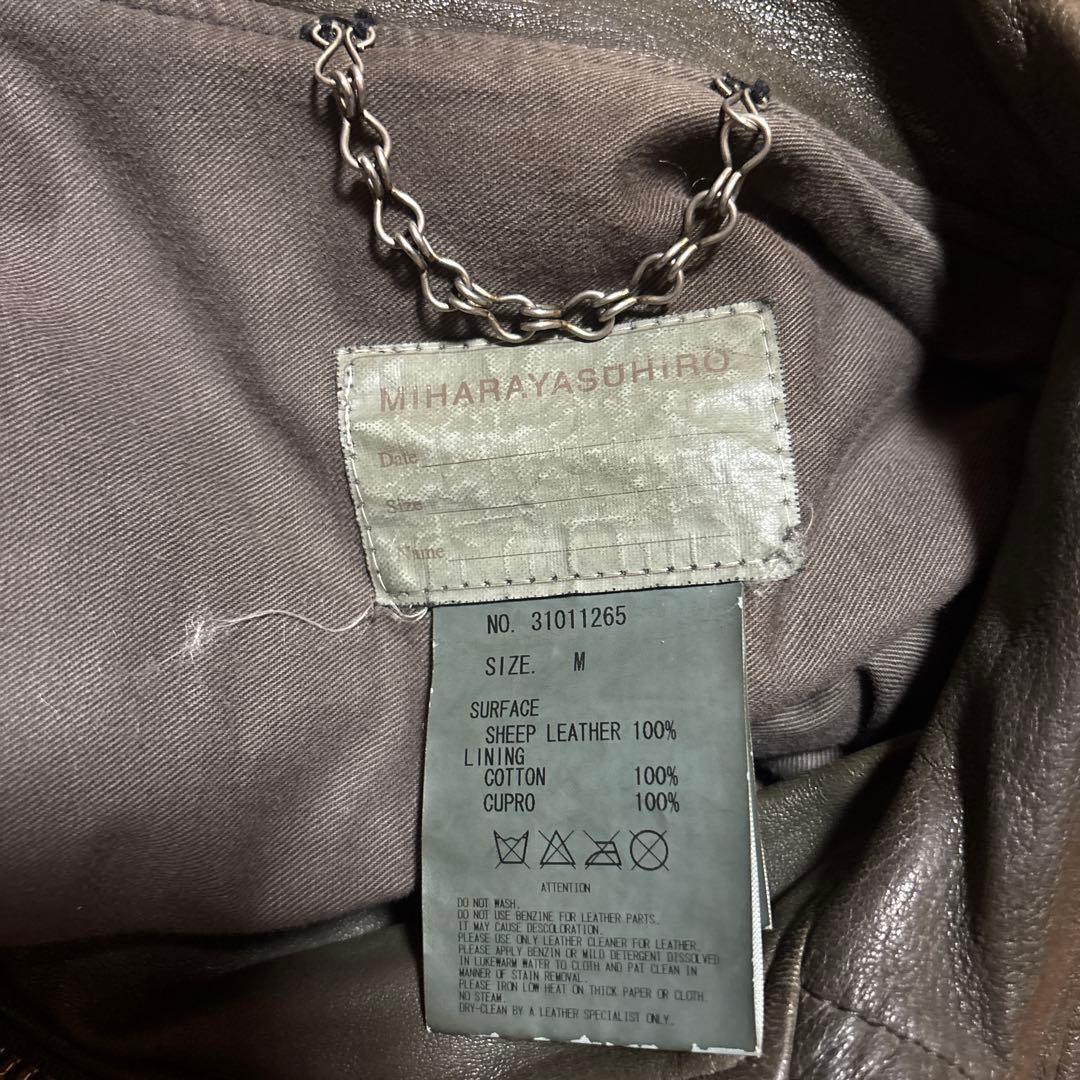 MIHARAYASUHIRO
Date
Size
Name
NO. 31011265
SIZE. M
SURFACE
SHEEP LEATHER 100%
LINING
COTTON 100%
CUPRO 100%
ATTENTION
DO NOT WASH.
DO NOT USE BENZINE FOR LEATHER PARTS.
IT MAY CAUSE DESCOLORATION.
PLEASE USE ONLY LEATHER CLEANER FOR LEATHER.
PLEASE APPLY BENZIN OR MILD DETERGENT DISSOLVED
IN LUKEWARM WATER TO CLOTH AND PAT CLEAN IN
MANNER OF STAIN REMOVAL.
PLEASE IRON LOW HEAT ON THICK PAPER OR CLOTH.
NO STEAM.
DRY-CLEAN BY A LEATHER SPECIALIST ONLY.